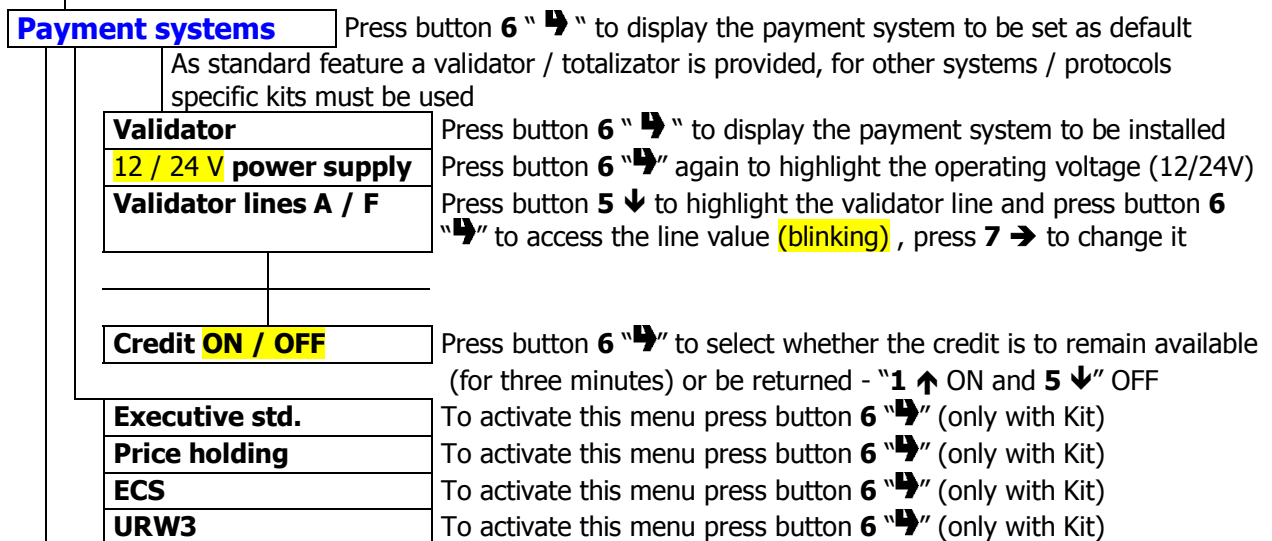 Payment systems Press button 6 “ ↳ “ to display the payment system to be set as default
As standard feature a validator / totalizator is provided, for other systems / protocols
specific kits must be used
Validator Press button 6 “ ↳ “ to display the payment system to be installed
12 / 24 V power supply Press button 6 “↳” again to highlight the operating voltage (12/24V)
Validator lines A / F Press button 5 ↓ to highlight the validator line and press button 6
“↳” to access the line value (blinking) , press 7 → to change it
Credit ON / OFF Press button 6 “↳” to select whether the credit is to remain available
(for three minutes) or be returned - “1 ↑ ON and 5 ↓” OFF
Executive std. To activate this menu press button 6 “↳” (only with Kit)
Price holding To activate this menu press button 6 “↳” (only with Kit)
ECS To activate this menu press button 6 “↳” (only with Kit)
URW3 To activate this menu press button 6 “↳” (only with Kit)